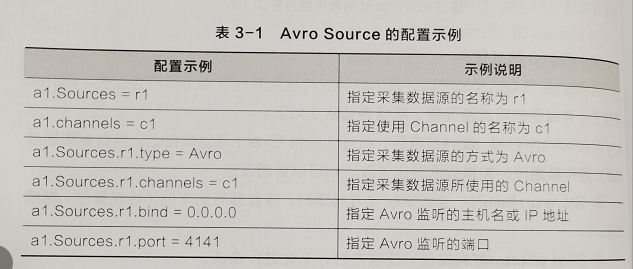 表 3-1 Avro Source 的配置示例
配置示例 示例说明
a1.Sources = r1 指定采集数据源的名称为 r1
a1.channels = c1 指定使用 Channel 的名称为 c1
a1.Sources.r1.type = Avro 指定采集数据源的方式为 Avro
a1.Sources.r1.channels = c1 指定采集数据源所使用的 Channel
a1.Sources.r1.bind = 0.0.0.0 指定 Avro 监听的主机名或 IP 地址
a1.Sources.r1.port = 4141 指定 Avro 监听的端口